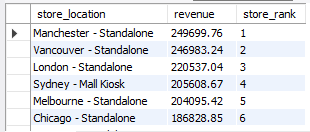 store_location revenue store_rank
Manchester - Standalone 249699.76 1
Vancouver - Standalone 246983.24 2
London - Standalone 220537.04 3
Sydney - Mall Kiosk 205608.67 4
Melbourne - Standalone 204095.42 5
Chicago - Standalone 186828.85 6